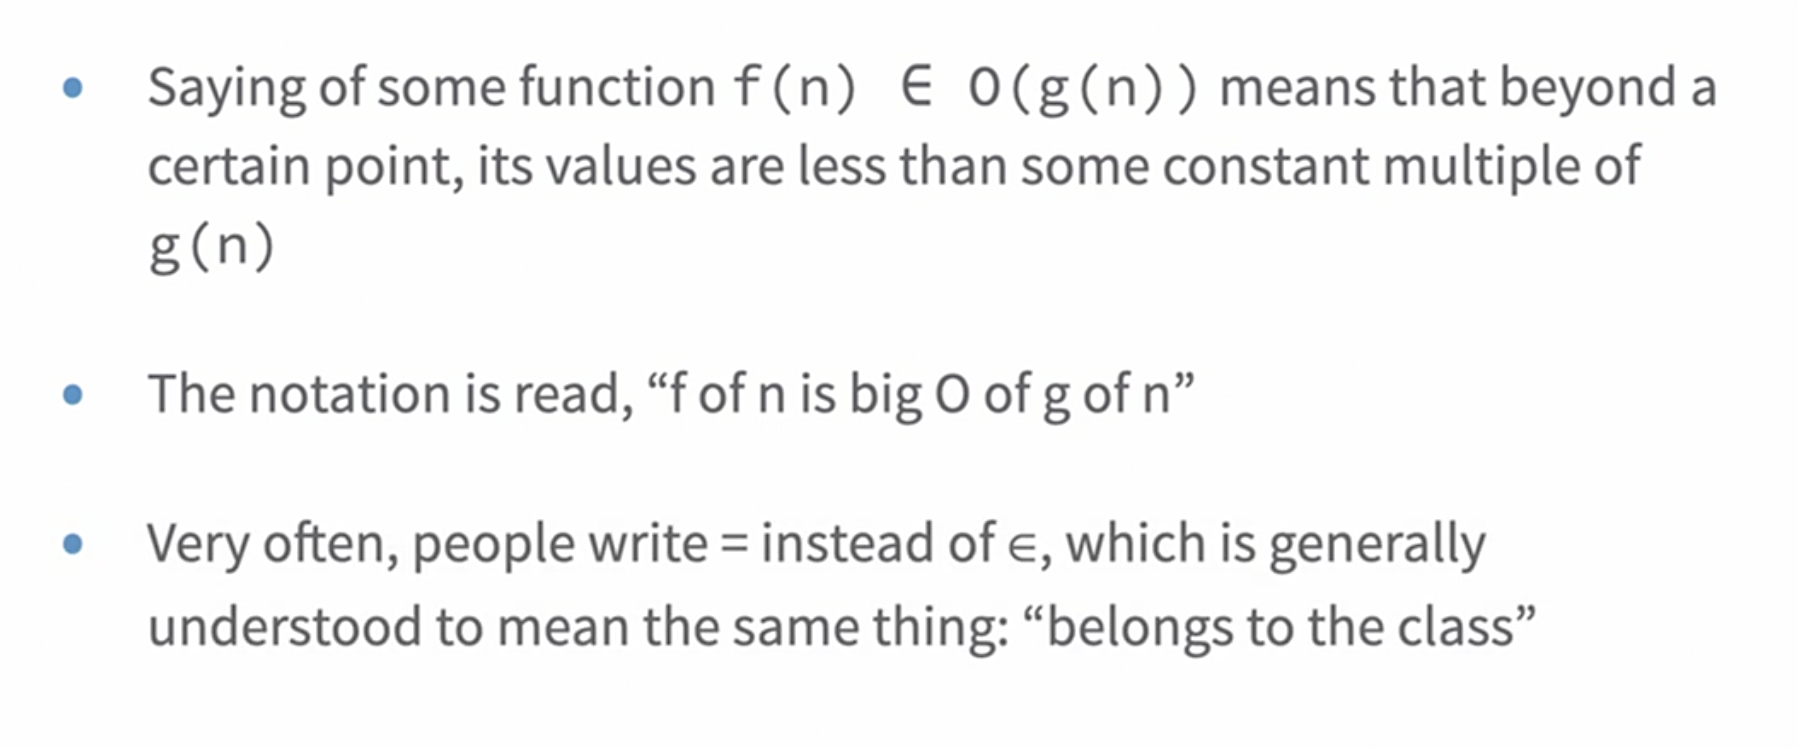 • Saying of some function f(n) ∈ O(g(n)) means that beyond a
certain point, its values are less than some constant multiple of
g(n)
• The notation is read, “f of n is big O of g of n”
• Very often, people write = instead of ∈, which is generally
understood to mean the same thing: “belongs to the class”